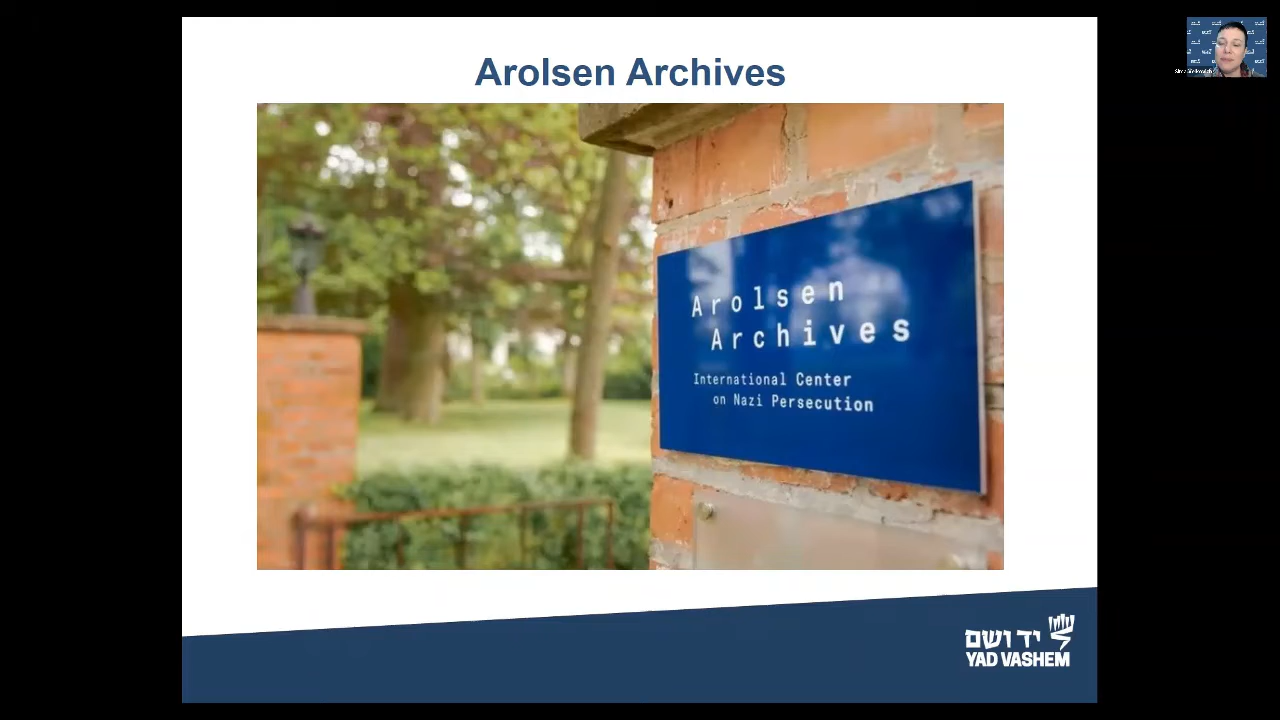 Arolsen Archives
Arolsen
Archives
International Center
on Nazi Persecution
יד ושם
YAD VASHEM